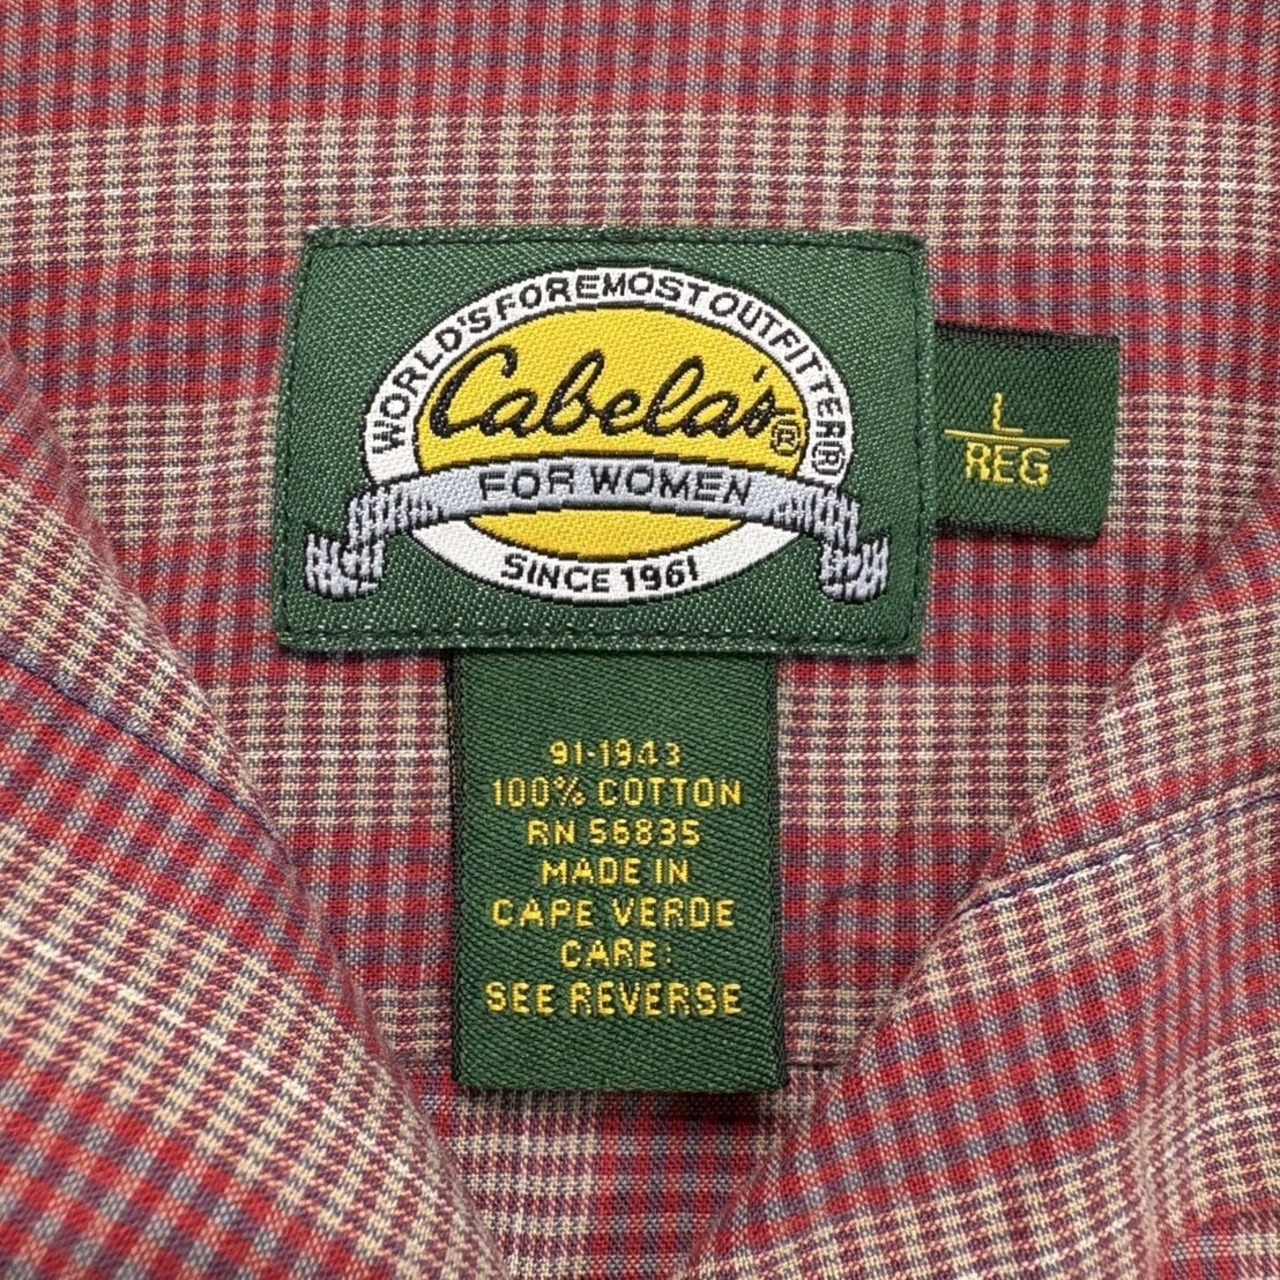 WORLD'S FOREMOST OUTFITTER®
Cabela's®
FOR WOMEN
SINCE 1961
L
REG
91-1943
100% COTTON
RN 56835
MADE IN
CAPE VERDE
CARE:
SEE REVERSE